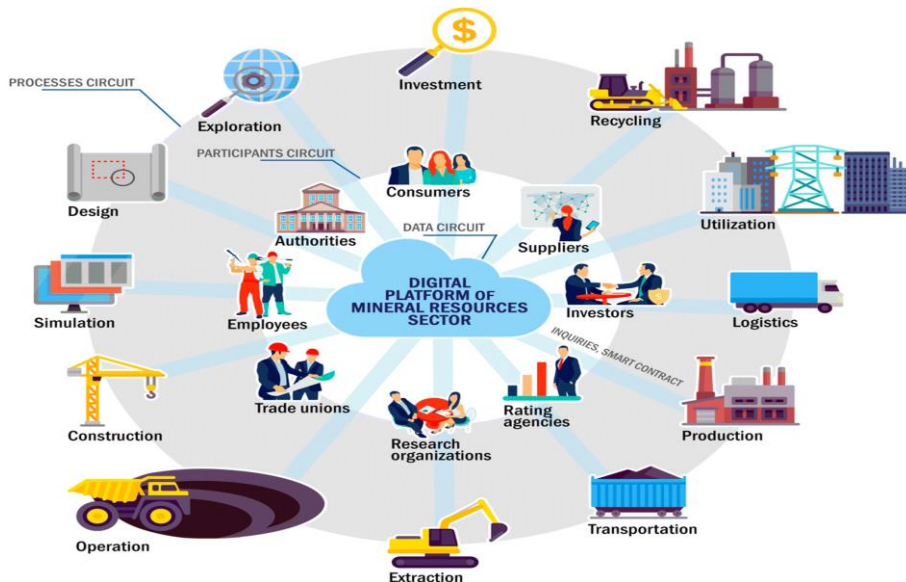 $
Investment
PROCESSES CIRCUIT
Exploration
Recycling
PARTICIPANTS CIRCUIT
Consumers
Design
Authorities
DATA CIRCUIT
Suppliers
Utilization
DIGITAL
PLATFORM OF
MINERAL RESOURCES
SECTOR
Simulation
Employees
Investors
Logistics
INQUIRIES, SMART CONTRACT
Construction
Trade unions
Research
organizations
Rating
agencies
Production
Operation
Extraction
Transportation